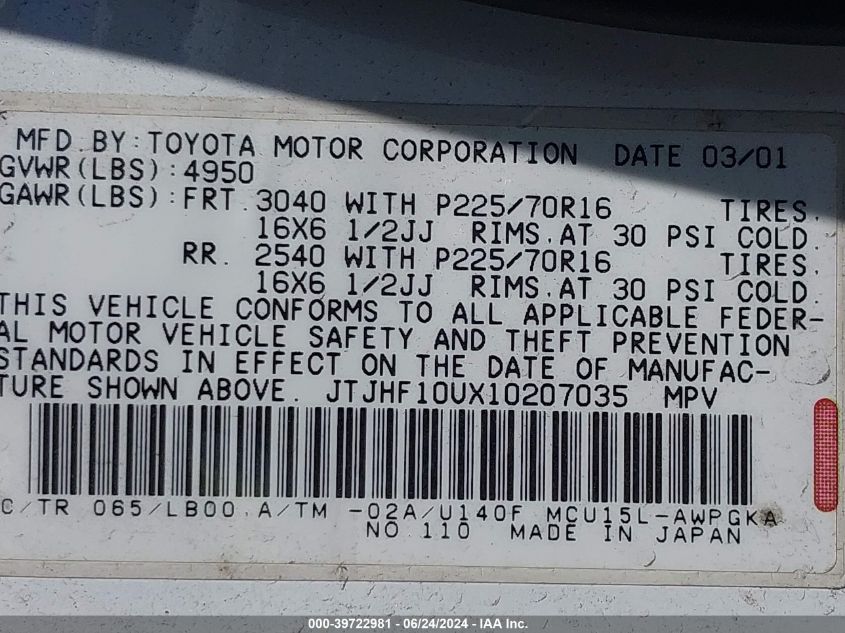 MFD. BY: TOYOTA MOTOR CORPORATION DATE 03/01
GVWR(LBS): 4950
GAWR(LBS): FRT. 3040 WITH P225/70R16 TIRES.
16X6 1/2JJ RIMS, AT 30 PSI COLD.
RR. 2540 WITH P225/70R16 TIRES.
16X6 1/2JJ RIMS, AT 30 PSI COLD.
THIS VEHICLE CONFORMS TO ALL APPLICABLE FEDER-
AL MOTOR VEHICLE SAFETY AND THEFT PREVENTION
STANDARDS IN EFFECT ON THE DATE OF MANUFAC-
TURE SHOWN ABOVE. JTJHF10UX10207035 MPV
C/TR 065/LB00 A/TM -02A/U140F MCU15L-AWPGKA
NO.110 MADE IN JAPAN
000-39722981 - 06/24/2024 - IAA Inc.